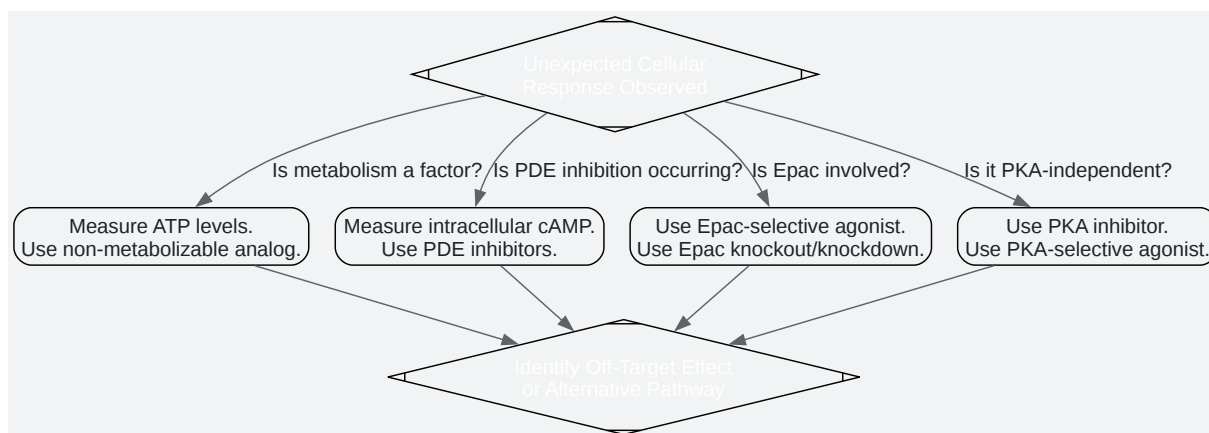 Unexpected Cellular
Response Observed
Is metabolism a factor?
Is PDE inhibition occurring?
Is Epac involved?
Is it PKA-independent?
Measure ATP levels.
Use non-metabolizable analog.
Measure intracellular cAMP.
Use PDE inhibitors.
Use Epac-selective agonist.
Use Epac knockout/knockdown.
Use PKA inhibitor.
Use PKA-selective agonist.
Identify Off-Target Effect
or Alternative Pathway